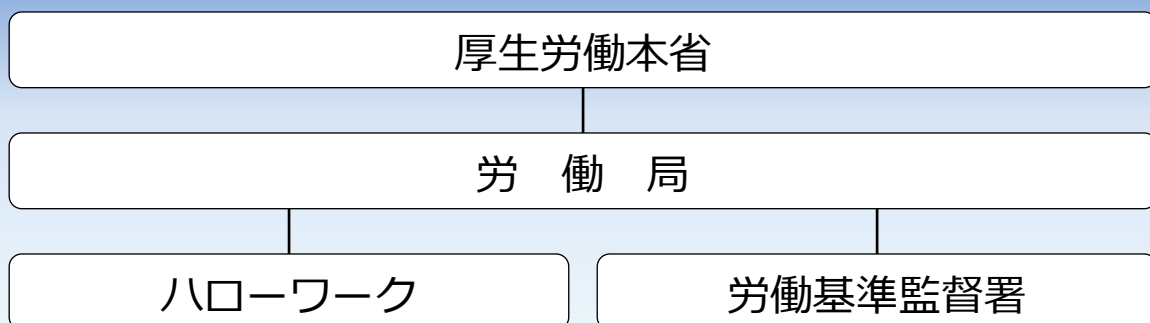 厚生労働本省
労　働　局
ハローワーク
労働基準監督署